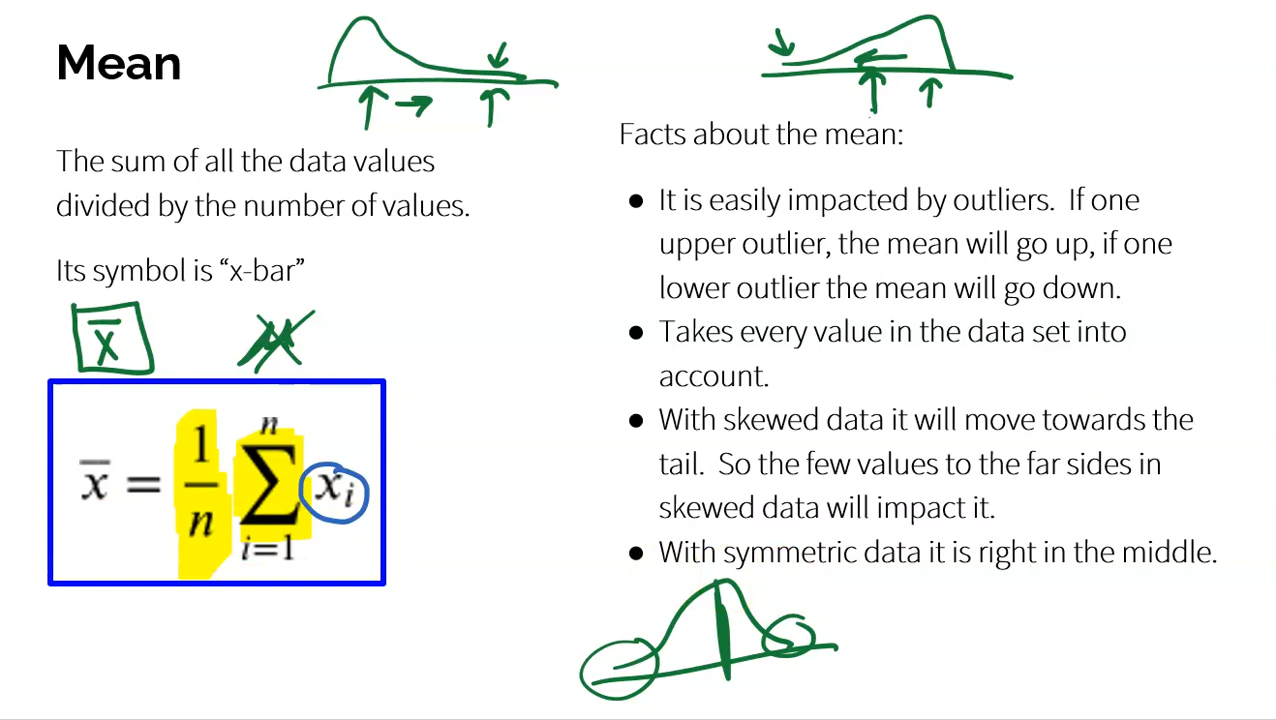 Mean
The sum of all the data values
divided by the number of values.
Its symbol is “x-bar”
x̄
x̄ = 1/n ∑ⁿᵢ₌₁ xᵢ
Facts about the mean:
● It is easily impacted by outliers.  If one
upper outlier, the mean will go up, if one
lower outlier the mean will go down.
● Takes every value in the data set into
account.
● With skewed data it will move towards the
tail.  So the few values to the far sides in
skewed data will impact it.
● With symmetric data it is right in the middle.